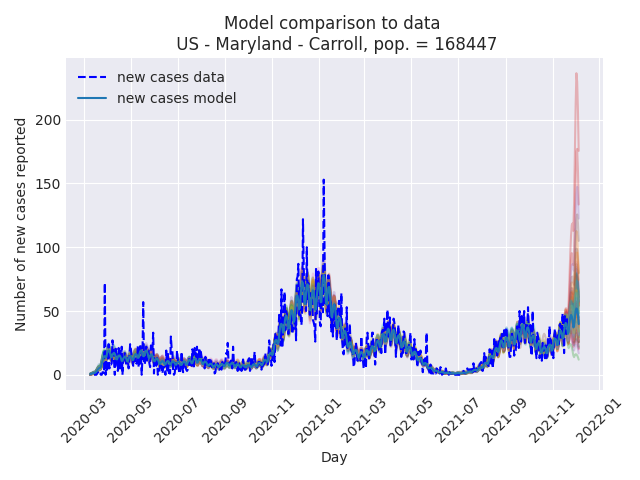 Model comparison to data
US - Maryland - Carroll, pop. = 168447
new cases data
new cases model
Number of new cases reported
200
150
100
50
0
2020-03
2020-05
2020-07
2020-09
2020-11
2021-01
2021-03
2021-05
2021-07
2021-09
2021-11
2022-01
Day